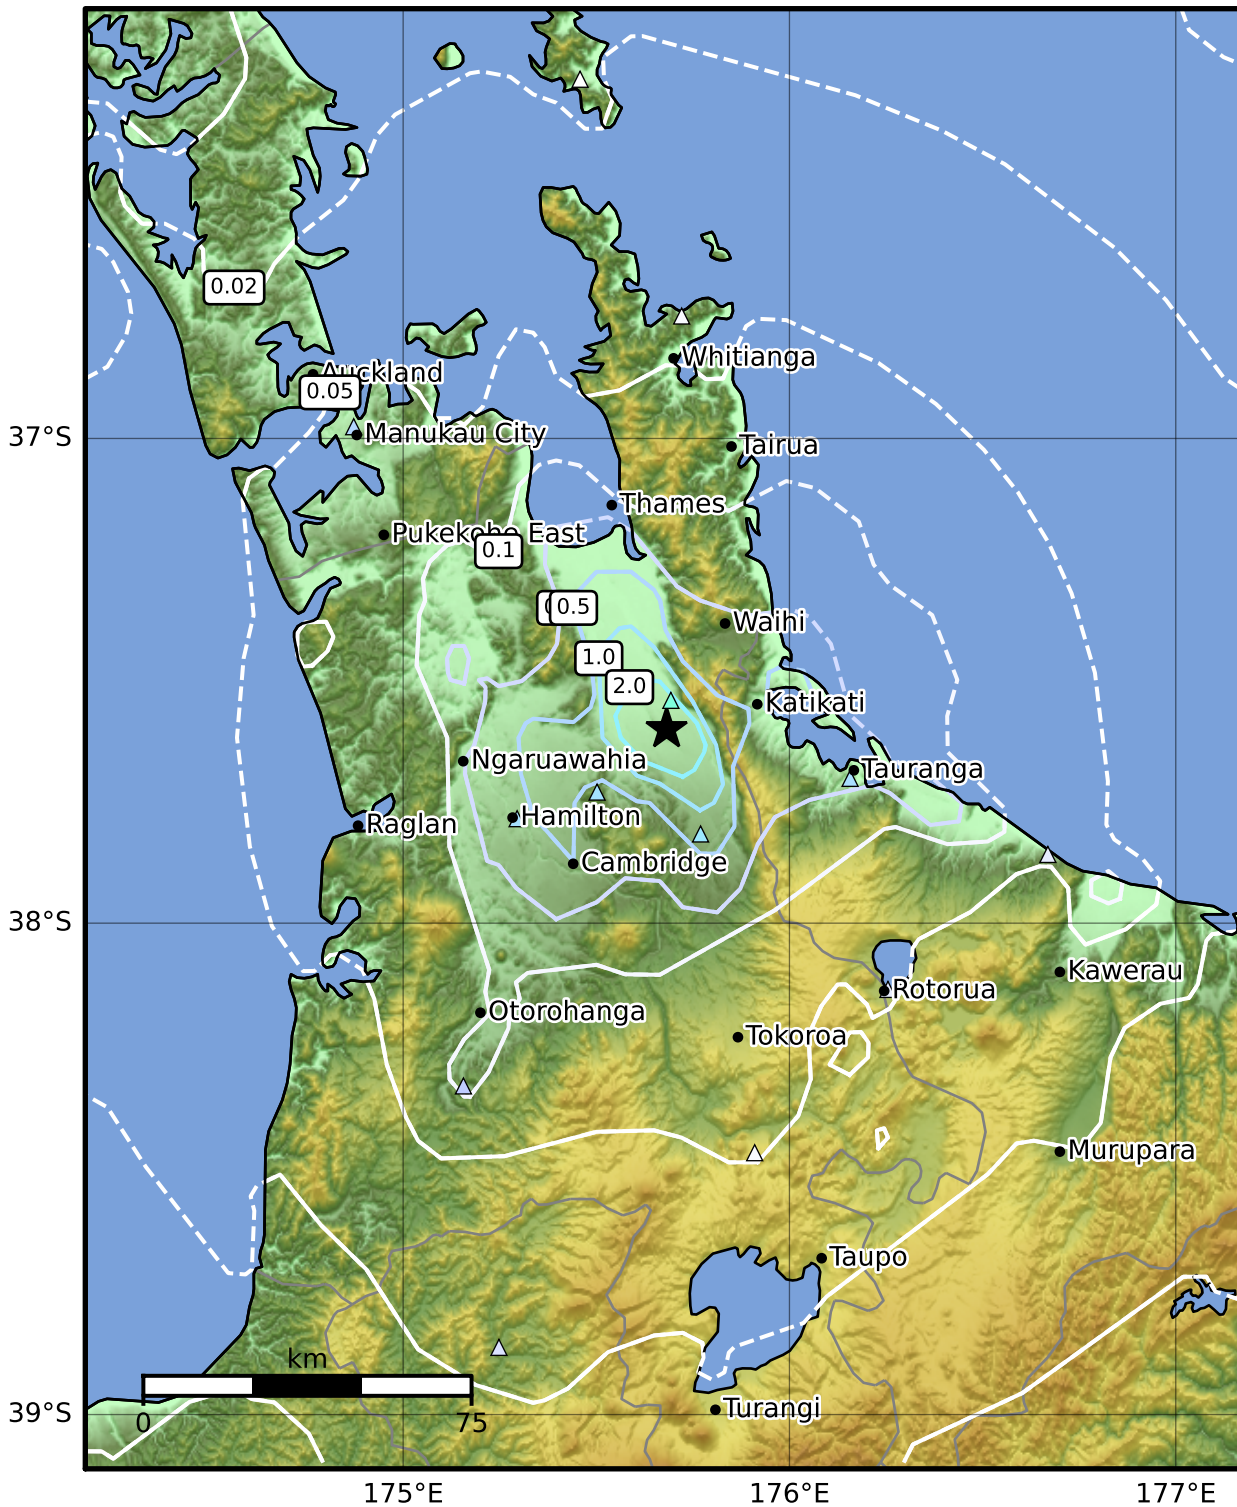 0.02
Whitianga
Auckland
0.05
Manukau City
37°S
Tairua
Thames
Pukekohe East
0.1
0.5
Waihi
1.0
2.0
Katikati
Ngaruawahia
Tauranga
Hamilton
Raglan
Cambridge
38°S
Kawerau
Rotorua
Otorohanga
Tokoroa
Murupara
Taupo
km
0
75
Turangi
39°S
175°E
176°E
177°E